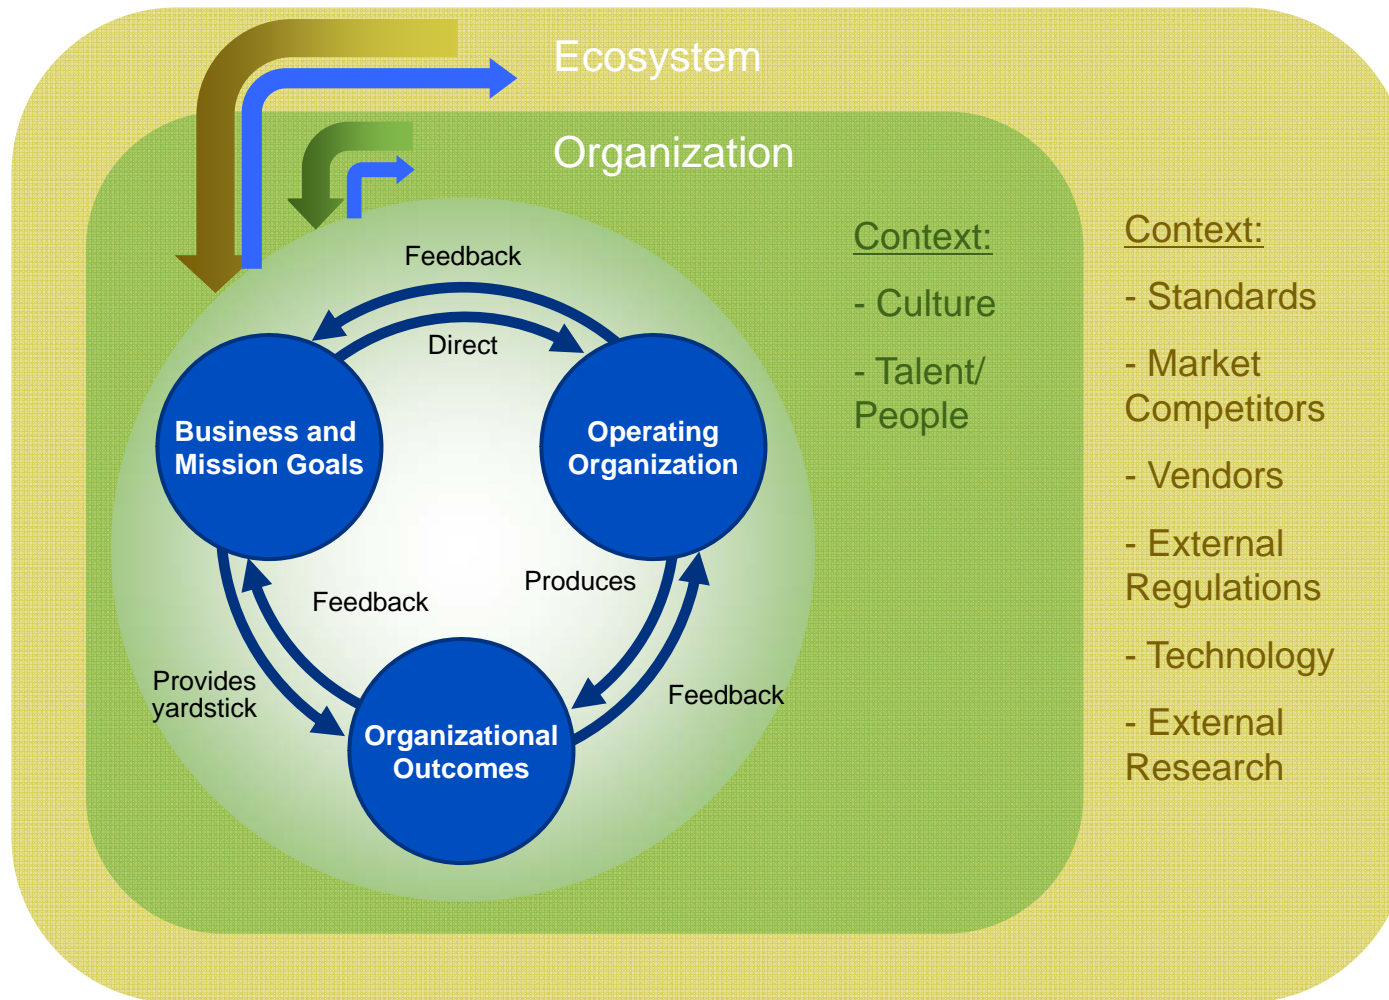 Ecosystem
Organization
Context:
- Culture
- Talent/
People
Context:
- Standards
- Market
Competitors
- Vendors
- External
Regulations
- Technology
- External
Research
Feedback
Direct
Business and
Mission Goals
Operating
Organization
Feedback
Produces
Provides
yardstick
Feedback
Organizational
Outcomes